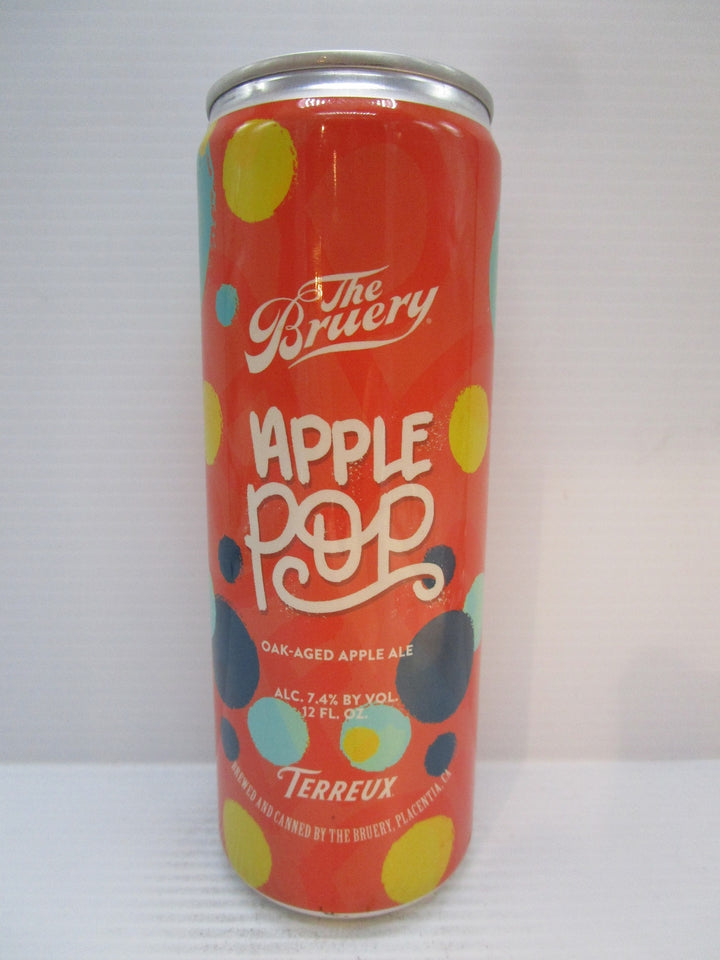 The
Bruery
APPLE
POP
OAK-AGED APPLE ALE
ALC. 7.4% BY VOL.
12 FL. OZ.
TERREUX
BREWED AND CANNED BY THE BRUERY, PLACENTIA, CA